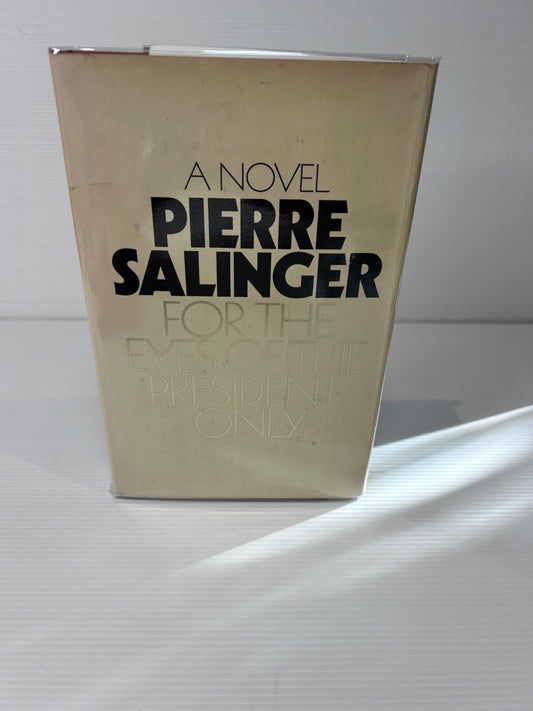 A NOVEL
PIERRE
SALINGER
FOR THE
EYES OF THE
PRESIDENT
ONLY